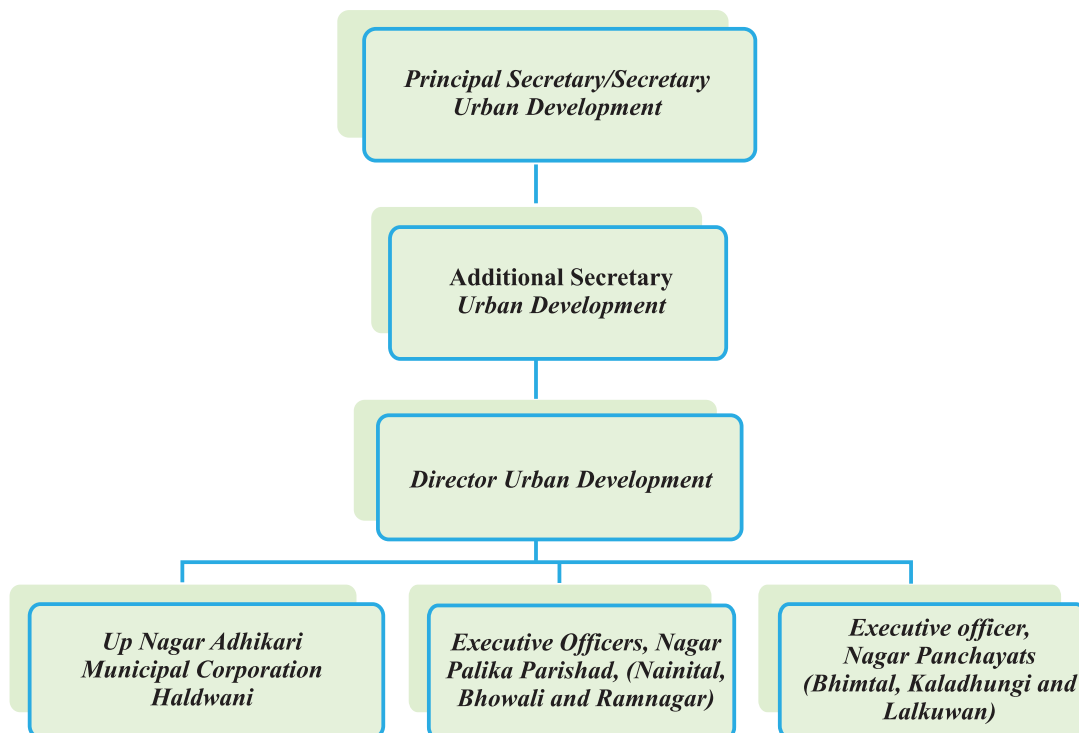 Principal Secretary/Secretary
Urban Development
Additional Secretary
Urban Development
Director Urban Development
Up Nagar Adhikari
Municipal Corporation
Haldwani
Executive Officers, Nagar
Palika Parishad, (Nainital,
Bhowali and Ramnagar)
Executive officer,
Nagar Panchayats
(Bhimtal, Kaladhungi and
Lalkuwan)